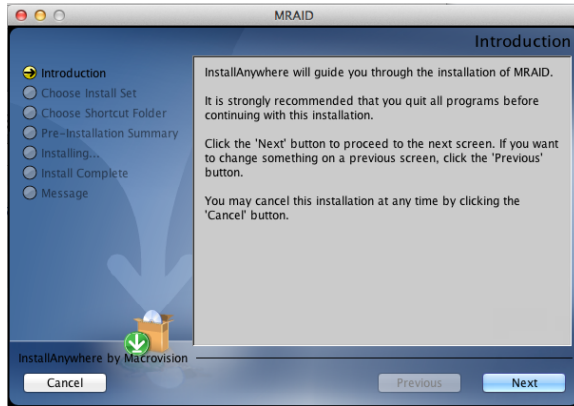 MRAID
Introduction
Introduction
Choose Install Set
Choose Shortcut Folder
Pre-Installation Summary
Installing...
Install Complete
Message
InstallAnywhere will guide you through the installation of MRAID.
It is strongly recommended that you quit all programs before
continuing with this installation.
Click the 'Next' button to proceed to the next screen. If you want
to change something on a previous screen, click the 'Previous'
button.
You may cancel this installation at any time by clicking the
'Cancel' button.
InstallAnywhere by Macrovision
Cancel
Previous
Next